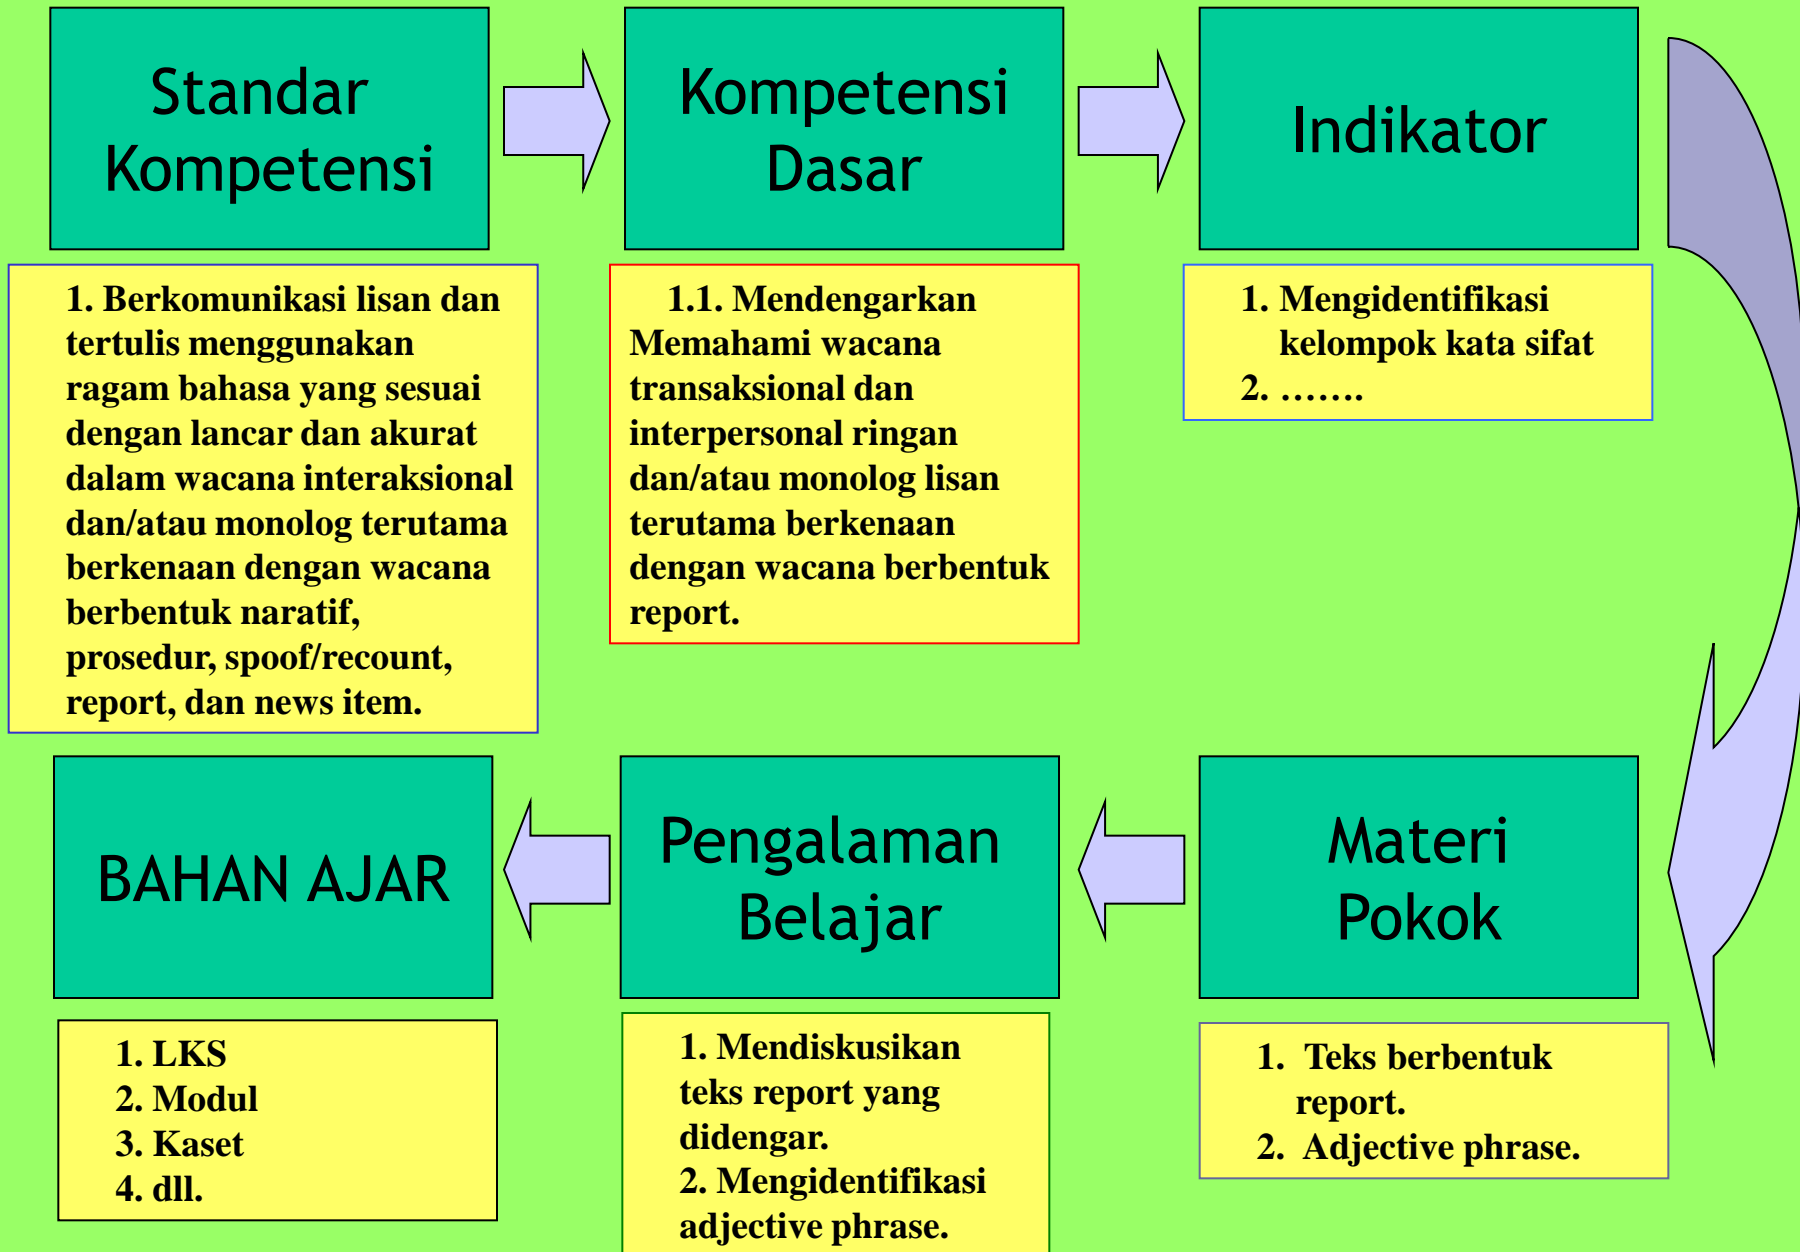 Standar
Kompetensi
Kompetensi
Dasar
Indikator
1. Berkomunikasi lisan dan
tertulis menggunakan
ragam bahasa yang sesuai
dengan lancar dan akurat
dalam wacana interaksional
dan/atau monolog terutama
berkenaan dengan wacana
berbentuk naratif,
prosedur, spoof/recount,
report, dan news item.
1.1. Mendengarkan
Memahami wacana
transaksional dan
interpersonal ringan
dan/atau monolog lisan
terutama berkenaan
dengan wacana berbentuk
report.
1. Mengidentifikasi
kelompok kata sifat
2. …….
Materi
Pokok
Pengalaman
Belajar
BAHAN AJAR
1. Teks berbentuk
report.
2. Adjective phrase.
1. Mendiskusikan
teks report yang
didengar.
2. Mengidentifikasi
adjective phrase.
1. LKS
2. Modul
3. Kaset
4. dll.